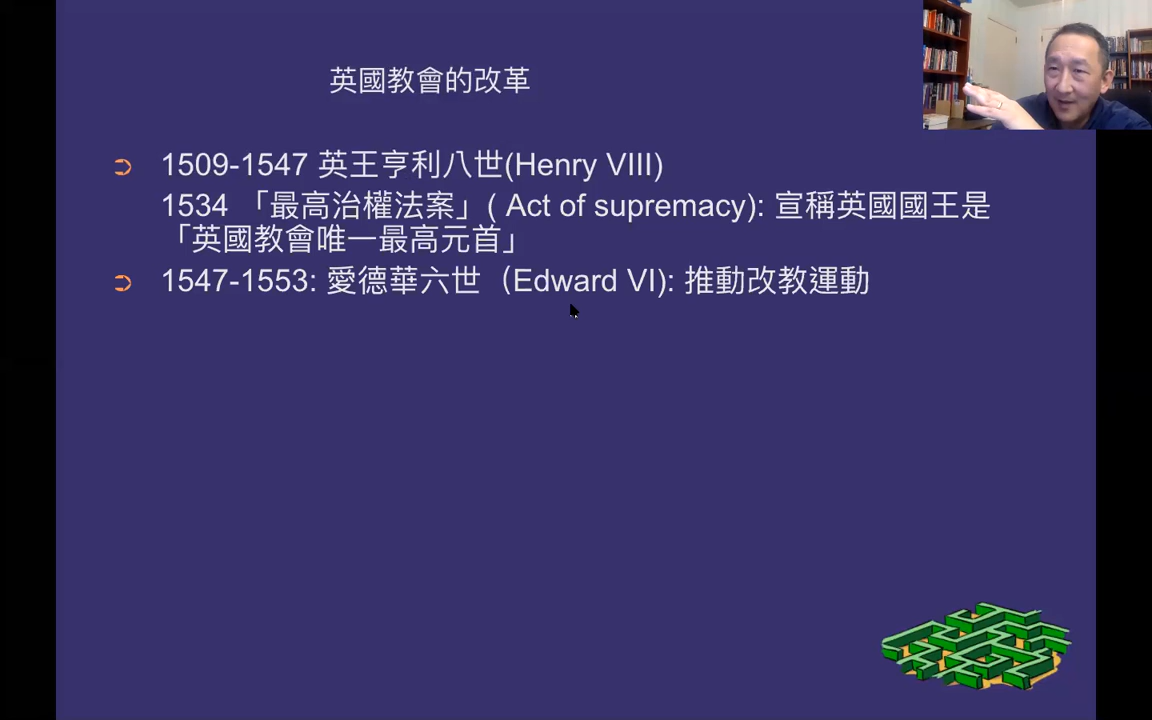 英國教會的改革
1509-1547 英王亨利八世(Henry VIII)
1534 「最高治權法案」( Act of supremacy): 宣稱英國國王是
「英國教會唯一最高元首」
1547-1553: 愛德華六世（Edward VI): 推動改教運動